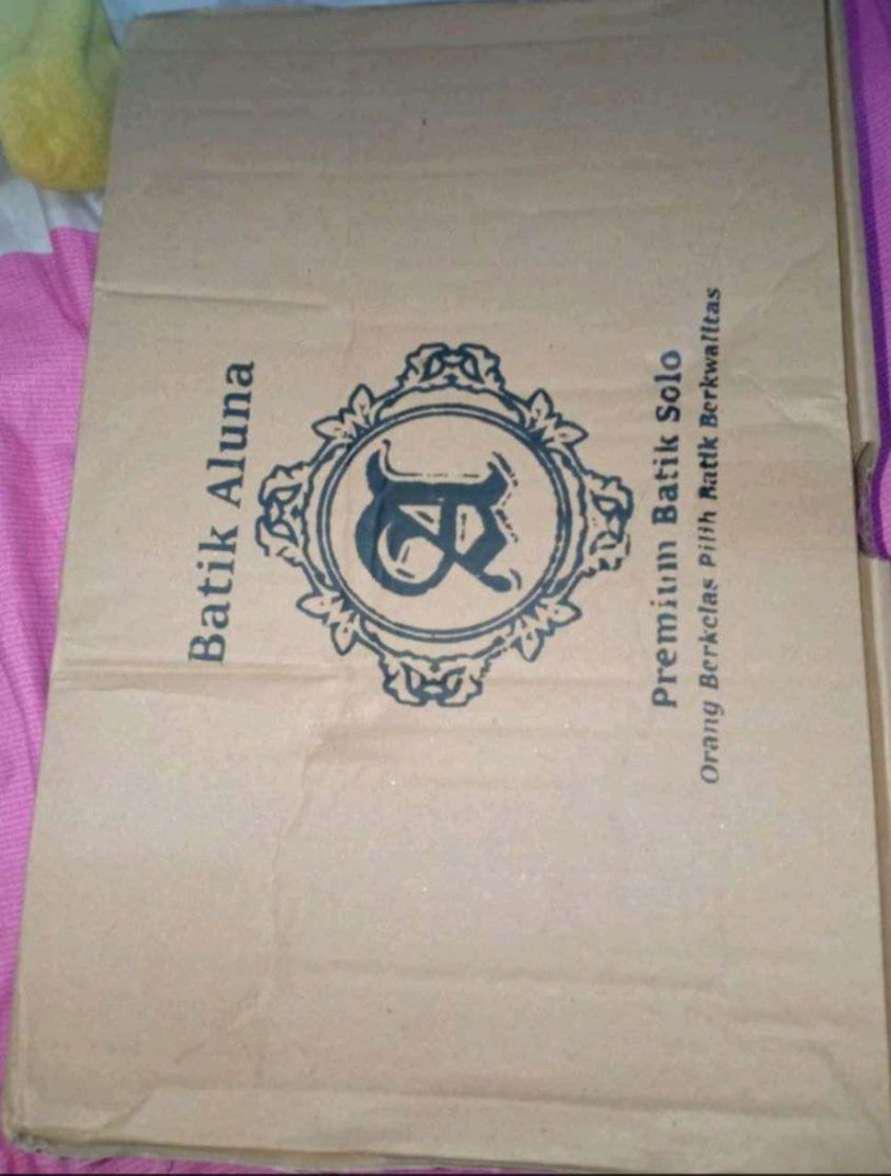 Batik Aluna
A
Premium Batik Solo
Orang Berkelas Pilih Batik Berkwalitas